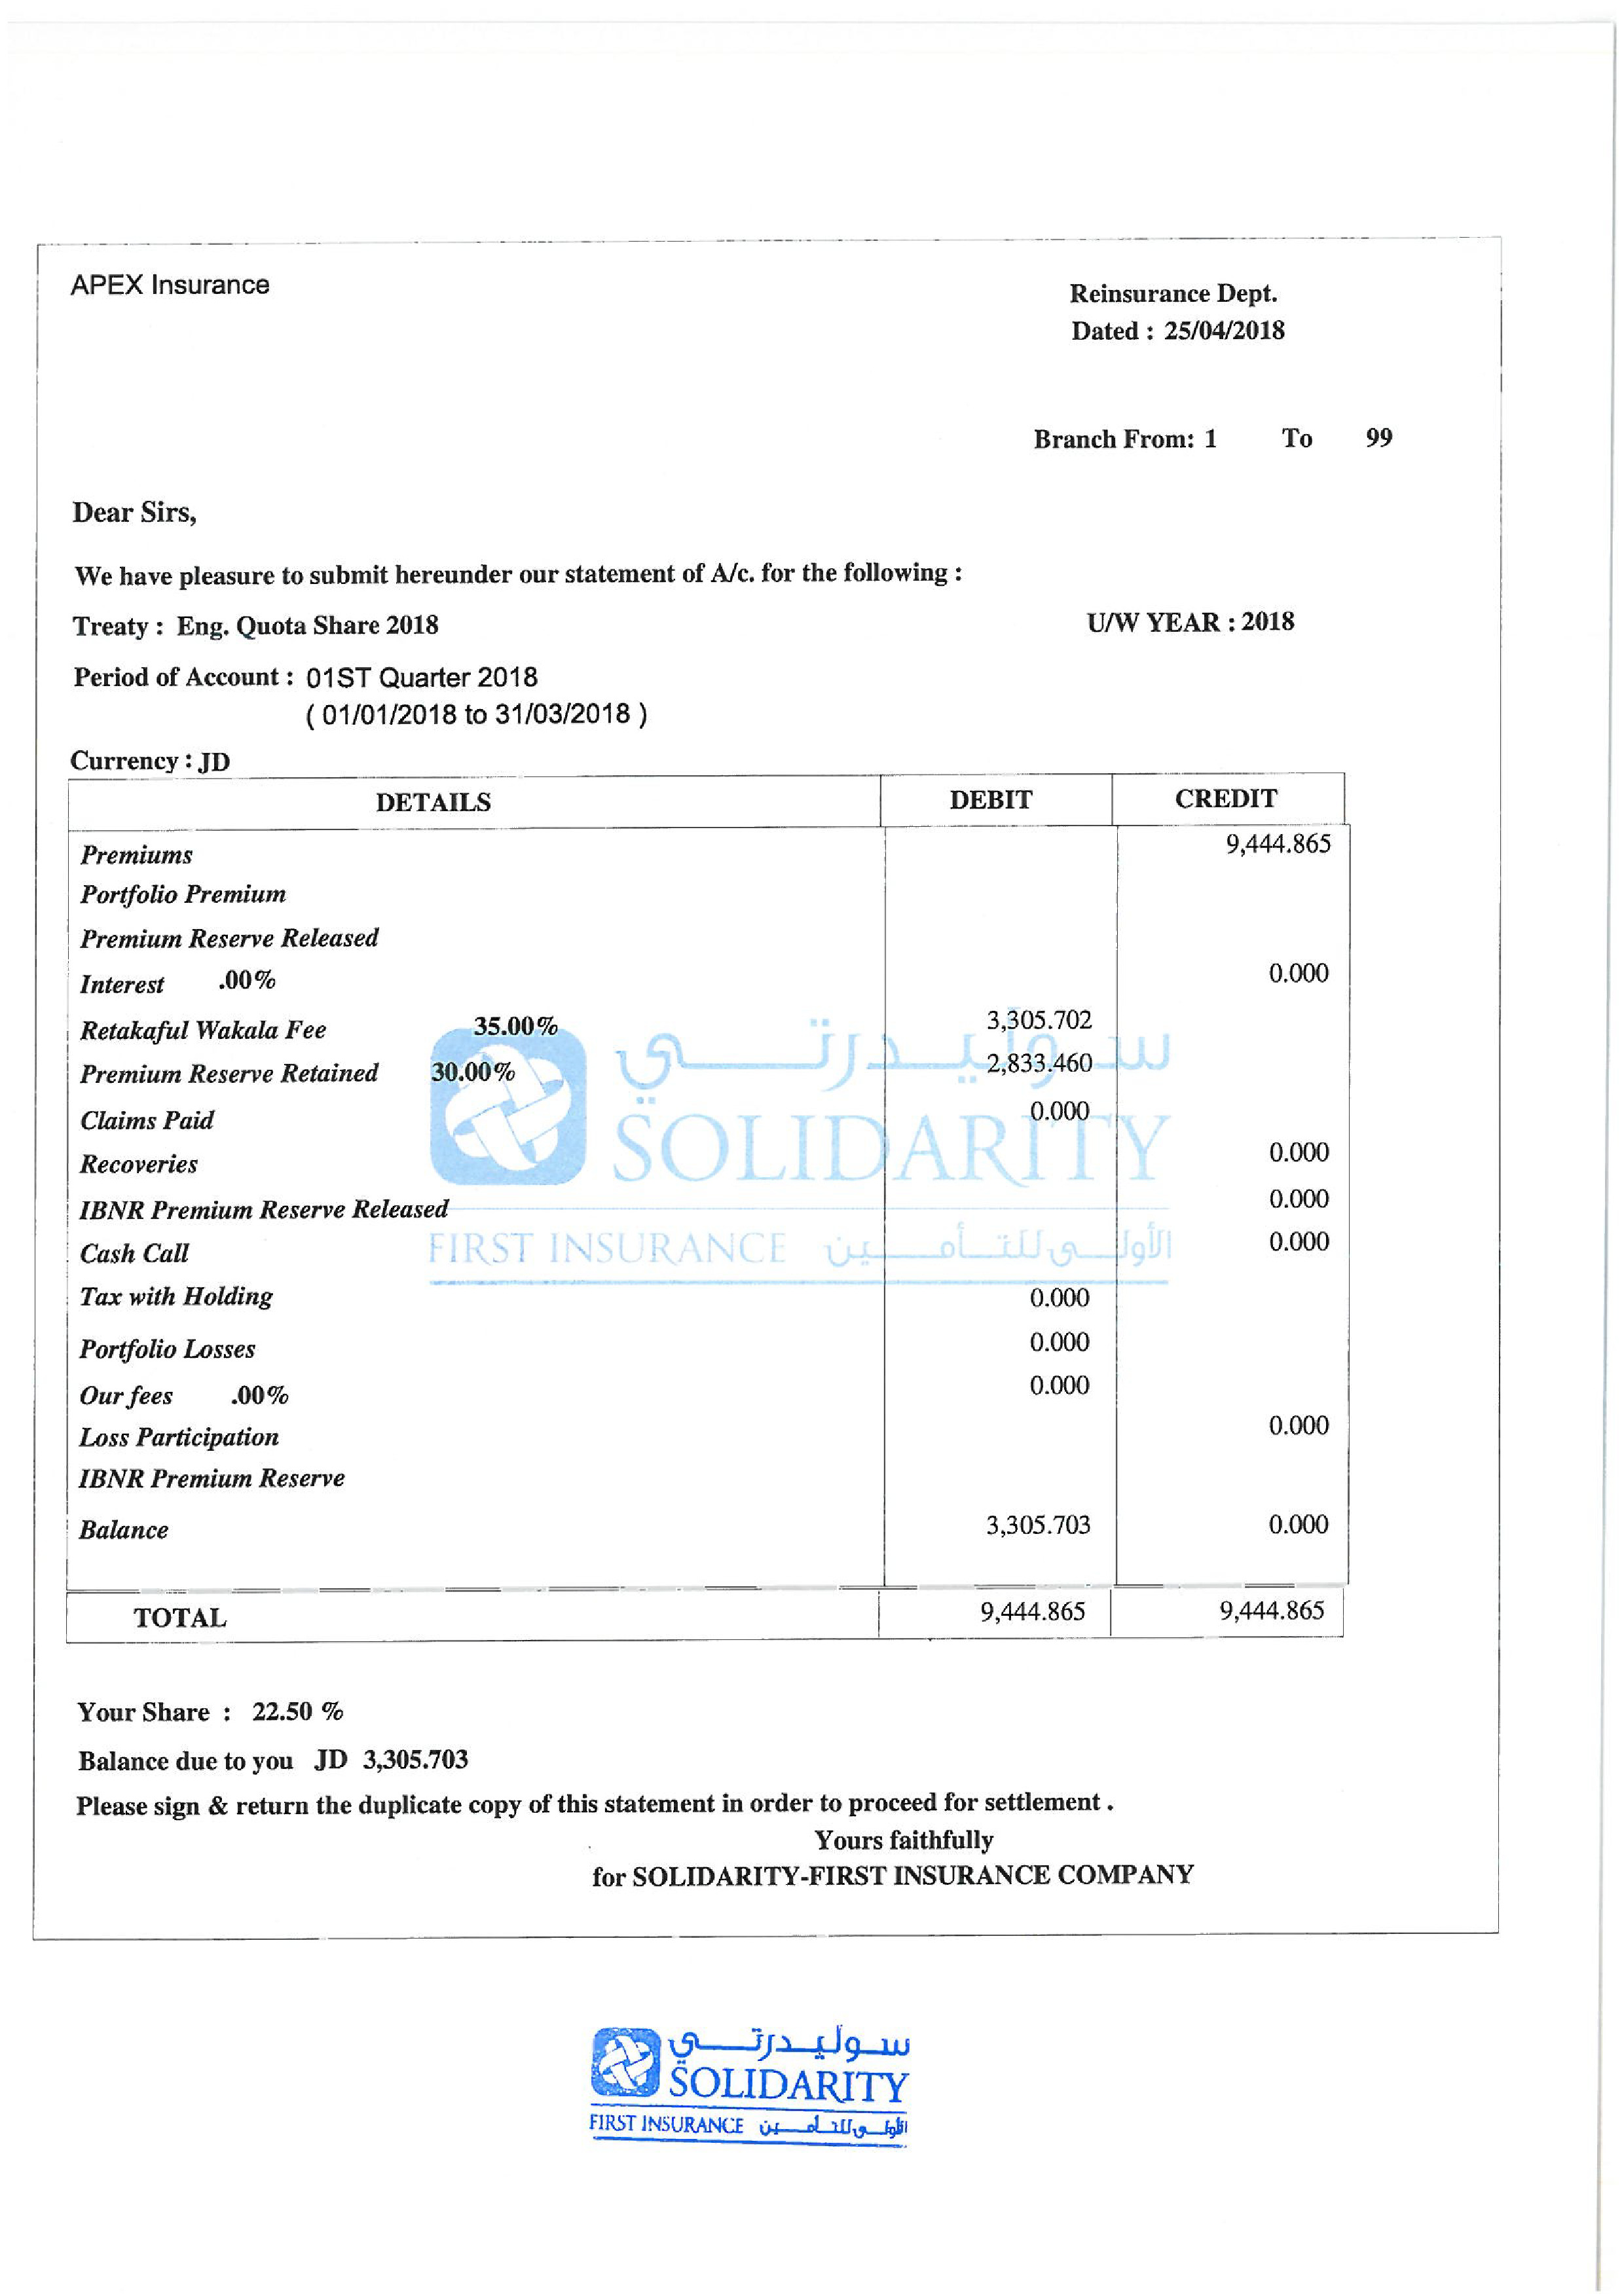 APEX Insurance
Reinsurance Dept.
Dated : 25/04/2018
Branch From: 1 To 99
Dear Sirs,
We have pleasure to submit hereunder our statement of A/c. for the following :
Treaty : Eng. Quota Share 2018 U/W YEAR : 2018
Period of Account : 01ST Quarter 2018
( 01/01/2018 to 31/03/2018 )
Currency : JD
DETAILS DEBIT CREDIT
Premiums 9,444.865
Portfolio Premium
Premium Reserve Released
Interest .00% 0.000
Retakaful Wakala Fee 35.00% 3,305.702
Premium Reserve Retained 30.00% 2,833.460
Claims Paid 0.000
Recoveries 0.000
IBNR Premium Reserve Released 0.000
Cash Call 0.000
Tax with Holding 0.000
Portfolio Losses 0.000
Our fees .00% 0.000
Loss Participation 0.000
IBNR Premium Reserve
Balance 3,305.703 0.000
TOTAL 9,444.865 9,444.865
سوليدرتي
SOLIDARITY
FIRST INSURANCE الأولى للتأمين
Your Share : 22.50 %
Balance due to you JD 3,305.703
Please sign & return the duplicate copy of this statement in order to proceed for settlement .
Yours faithfully
for SOLIDARITY-FIRST INSURANCE COMPANY
سوليدرتي
SOLIDARITY
FIRST INSURANCE الأولى للتأمين